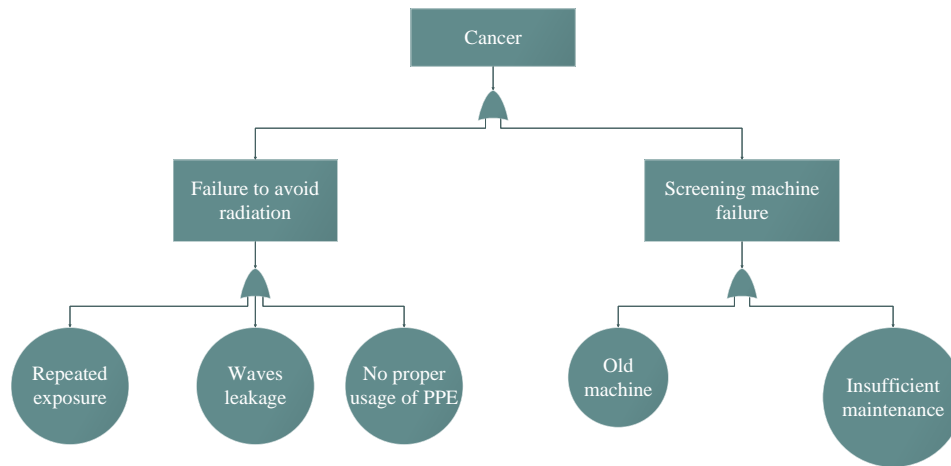 Cancer
Failure to avoid
radiation
Screening machine
failure
Repeated
exposure
Waves
leakage
No proper
usage of PPE
Old
machine
Insufficient
maintenance